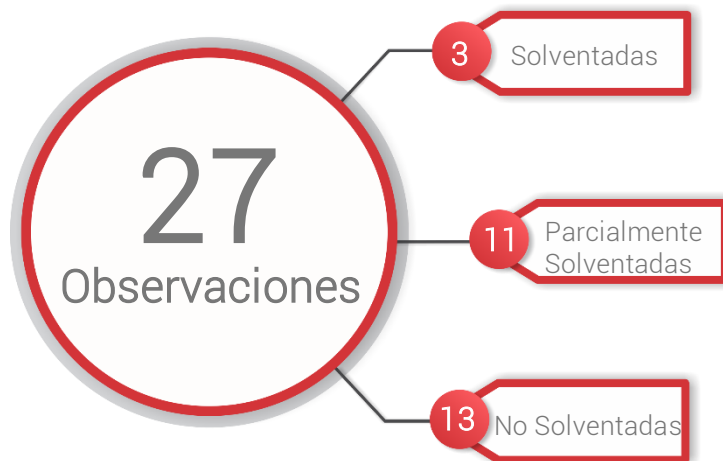 27
Observaciones
3
Solventadas
11
Parcialmente
Solventadas
13
No Solventadas